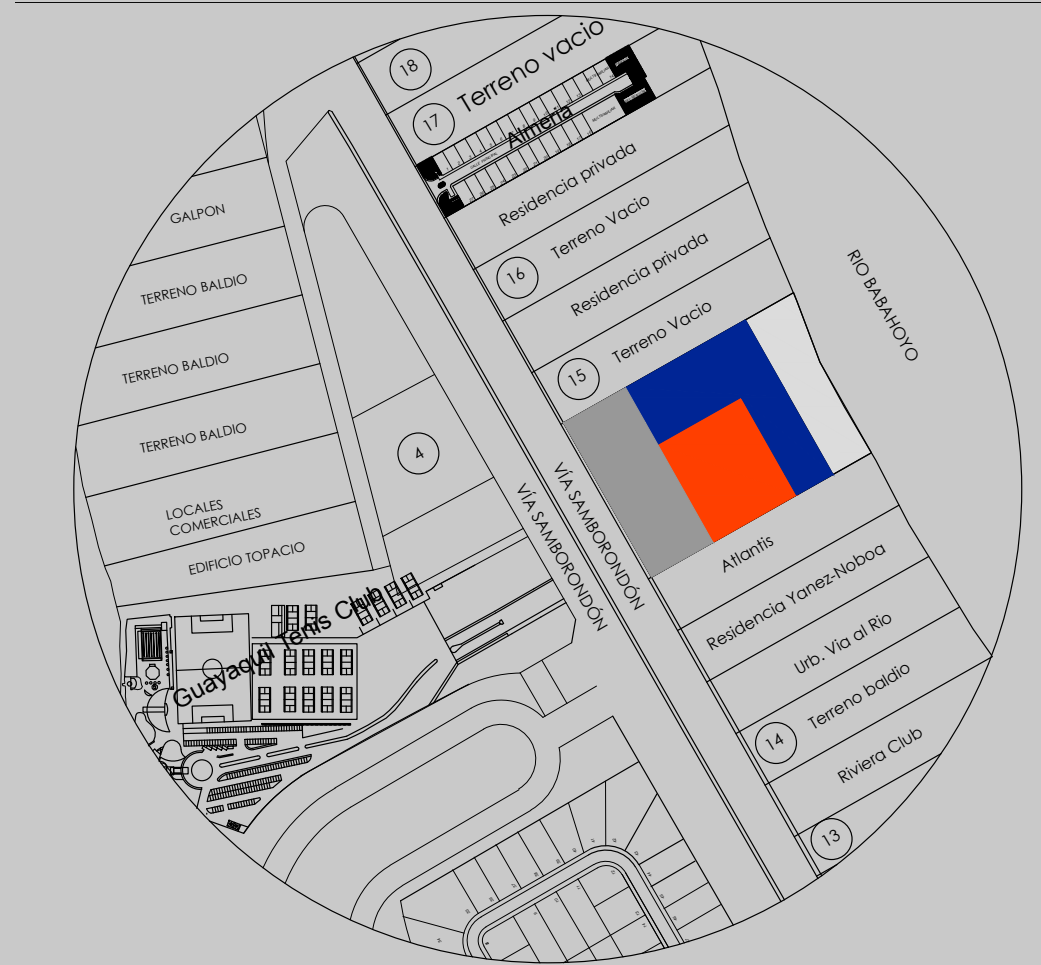 18
Terreno vacio
17
Almeria
Residencia privada
Terreno Vacio
16
Residencia privada
Terreno Vacio
15
RIO BABAHOYO
GALPON
TERRENO BALDIO
TERRENO BALDIO
TERRENO BALDIO
LOCALES
COMERCIALES
EDIFICIO TOPACIO
4
VÍA SAMBORONDÓN
VÍA SAMBORONDÓN
Atlantis
Residencia Yanez-Noboa
Urb. Via al Rio
Terreno baldio
14
Riviera Club
13
Guayaquil Tenis Club